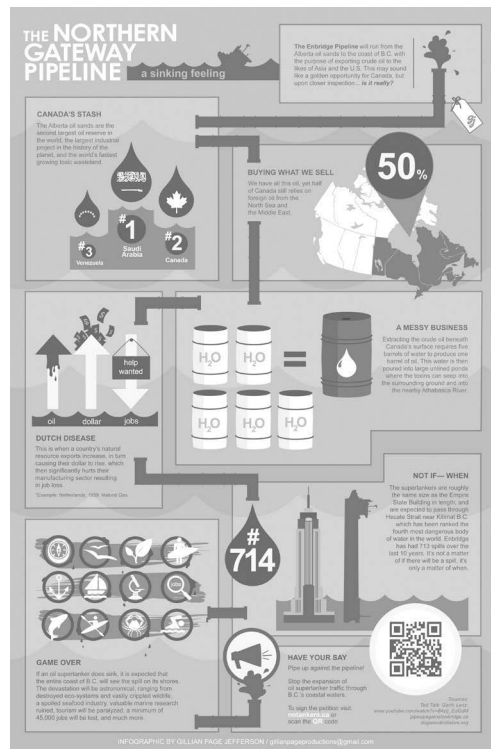 THE NORTHERN
GATEWAY
PIPELINE
a sinking feeling
The Enbridge Pipeline will run from the
Alberta oil sands to the coast of B.C. with
the purpose of exporting crude oil to the
likes of Asia and the U.S. This may sound
like a golden opportunity for Canada, but
upon closer inspection... is it really?
CANADA'S STASH
The Alberta oil sands are the
second largest oil reserve in
the world, the largest industrial
project in the history of the
planet, and the world's fastest
growing toxic wasteland.
#3
Venezuela
#1
Saudi
Arabia
#2
Canada
BUYING WHAT WE SELL
We have all this oil, yet half
of Canada still relies on
foreign oil from the
North Sea and
the Middle East.
50%
help
wanted
oil
dollar
jobs
DUTCH DISEASE
This is when a country's natural
resource exports increase, in turn
causing their dollar to rise, which
then significantly hurts their
manufacturing sector resulting
in job loss.
*Example: Netherlands, 1959, Natural Gas
H₂O
H₂O
=
H₂O
H₂O
H₂O
A MESSY BUSINESS
Extracting the crude oil beneath
Canada's surface requires five
barrels of water to produce one
barrel of oil. This water is then
poured into large unlined ponds
where the toxins can seep into
the surrounding ground and into
the nearby Athabasca River.
#
714
NOT IF— WHEN
The supertankers are roughly
the same size as the Empire
State Building in length, and
are expected to pass through
Hecate Strait near Kitimat B.C.
which has been ranked the
fourth most dangerous body
of water in the world. Enbridge
has had 713 spills over the
last 10 years. It's not a matter
of if there will be a spill, it's
only a matter of when.
jobs
GAME OVER
If an oil supertanker does sink, it is expected that
the entire coast of B.C. will see the spill on its shores.
The devastation will be astronomical, ranging from
destroyed eco-systems and vastly crippled wildlife,
a spoiled seafood industry, valuable marine research
ruined, tourism will be paralyzed, a minimum of
45,000 jobs will be lost, and much more.
HAVE YOUR SAY
Pipe up against the pipeline!
Stop the expansion of
oil supertanker traffic through
B.C.'s coastal waters.
To sign the petition visit:
notankers.ca or
scan the QR code
Sources:
INFOGRAPHIC BY GILLIAN PAGE JEFFERSON / gillianpageproductions@gmail.com